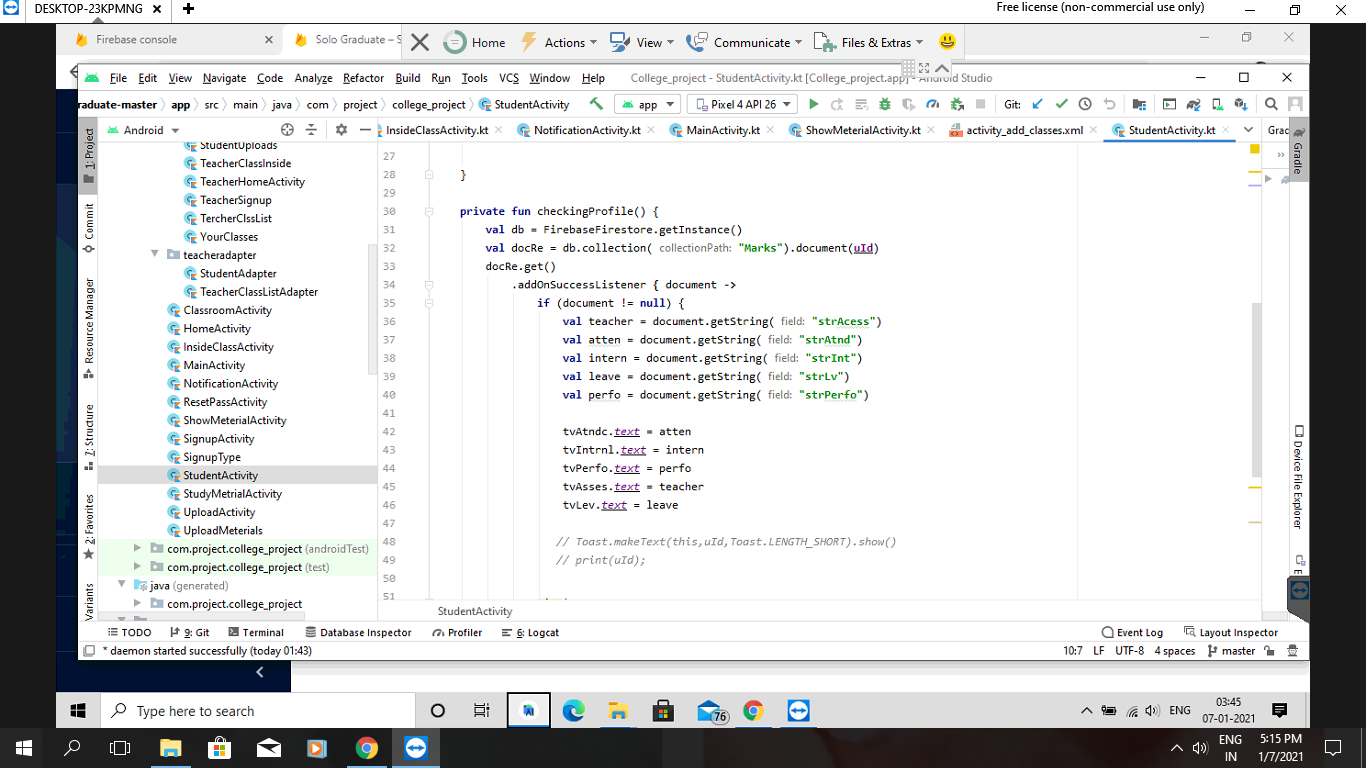 DESKTOP-23KPMNG
Free license (non-commercial use only)
Firebase console
Solo Graduate – S
Home
Actions
View
Communicate
Files & Extras
File Edit View Navigate Code Analyze Refactor Build Run Tools VCS Window Help
College_project - StudentActivity.kt [College_project.app] - Android Studio
raduate-master app src main java com project college_project StudentActivity
app
Pixel 4 API 26
Git:
Android
InsideClassActivity.kt
NotificationActivity.kt
MainActivity.kt
ShowMeterialActivity.kt
activity_add_classes.xml
StudentActivity.kt
Grac
1: Project
Commit
Resource Manager
7: Structure
2: Favorites
Variants
StudentUploads
TeacherClassInside
TeacherHomeActivity
TeacherSignup
TercherClssList
YourClasses
teacheradapter
StudentAdapter
TeacherClassListAdapter
ClassroomActivity
HomeActivity
InsideClassActivity
MainActivity
NotificationActivity
ResetPassActivity
ShowMeterialActivity
SignupActivity
SignupType
StudentActivity
StudyMetrialActivity
UploadActivity
UploadMeterials
com.project.college_project (androidTest)
com.project.college_project (test)
java (generated)
com.project.college_project
27
28 }
29
30 private fun checkingProfile() {
31 val db = FirebaseFirestore.getInstance()
32 val docRe = db.collection( collectionPath: "Marks").document(uId)
33 docRe.get()
34 .addOnSuccessListener { document ->
35 if (document != null) {
36 val teacher = document.getString( field: "strAcess")
37 val atten = document.getString( field: "strAtnd")
38 val intern = document.getString( field: "strInt")
39 val leave = document.getString( field: "strLv")
40 val perfo = document.getString( field: "strPerfo")
41
42 tvAtndc.text = atten
43 tvIntrnl.text = intern
44 tvPerfo.text = perfo
45 tvAsses.text = teacher
46 tvLev.text = leave
47
48 // Toast.makeText(this,uId,Toast.LENGTH_SHORT).show()
49 // print(uId);
50
51
StudentActivity
Gradle
Device File Explorer
E
TODO
9: Git
Terminal
Database Inspector
Profiler
6: Logcat
Event Log
Layout Inspector
* daemon started successfully (today 01:43)
10:7 LF UTF-8 4 spaces master
Type here to search
76
ENG
03:45
07-01-2021
ENG
IN
5:15 PM
1/7/2021